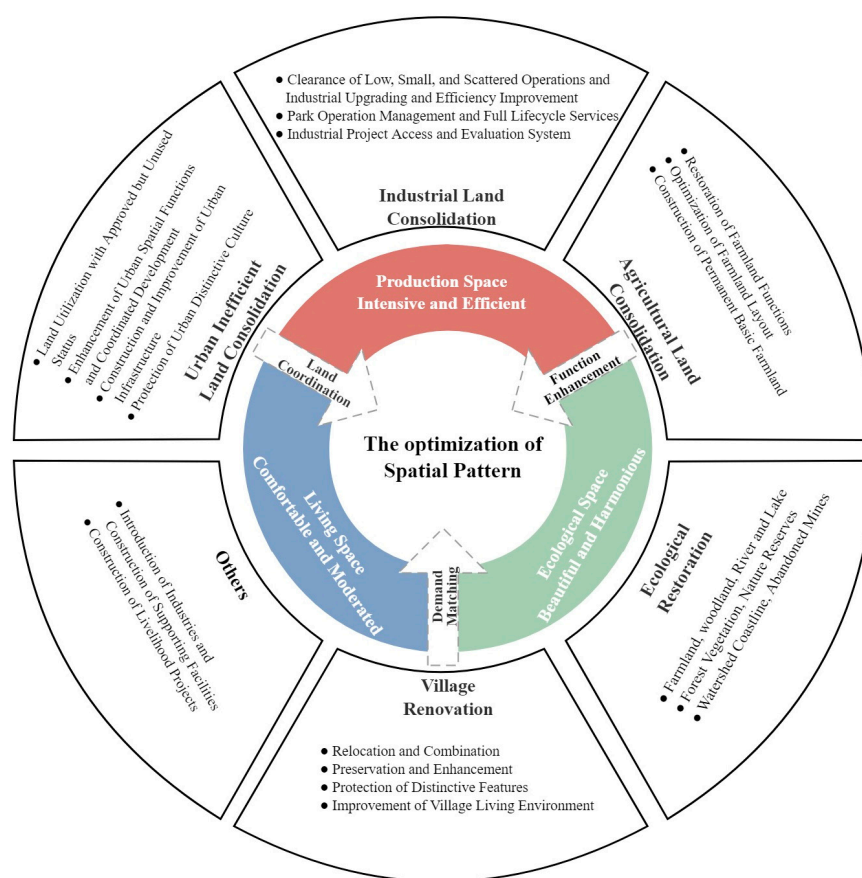 ● Clearance of Low, Small, and Scattered Operations and
Industrial Upgrading and Efficiency Improvement
● Park Operation Management and Full Lifecycle Services
● Industrial Project Access and Evaluation System
Industrial Land
Consolidation
● Restoration of Farmland Functions
● Optimization of Farmland Layout
● Construction of Permanent Basic Farmland
Agricultural Land
Consolidation
Ecological
Restoration
● Farmland, woodland, River and Lake
● Forest Vegetation, Nature Reserves
● Watershed Coastline, Abandoned Mines
Village
Renovation
● Relocation and Combination
● Preservation and Enhancement
● Protection of Distinctive Features
● Improvement of Village Living Environment
Others
● Introduction of Industries and
Construction of Supporting Facilities
● Construction of Livelihood Projects
● Land Utilization with Approved but Unused
Status
● Enhancement of Urban Spatial Functions
and Coordinated Development
● Construction and Improvement of Urban
Infrastructure
● Protection of Urban Distinctive Culture
Urban Inefficient
Land Consolidation
Production Space
Intensive and Efficient
Function
Enhancement
Ecological Space
Beautiful and Harmonious
Demand
Matching
Living Space
Comfortable and Moderated
Land
Coordination
The optimization of
Spatial Pattern